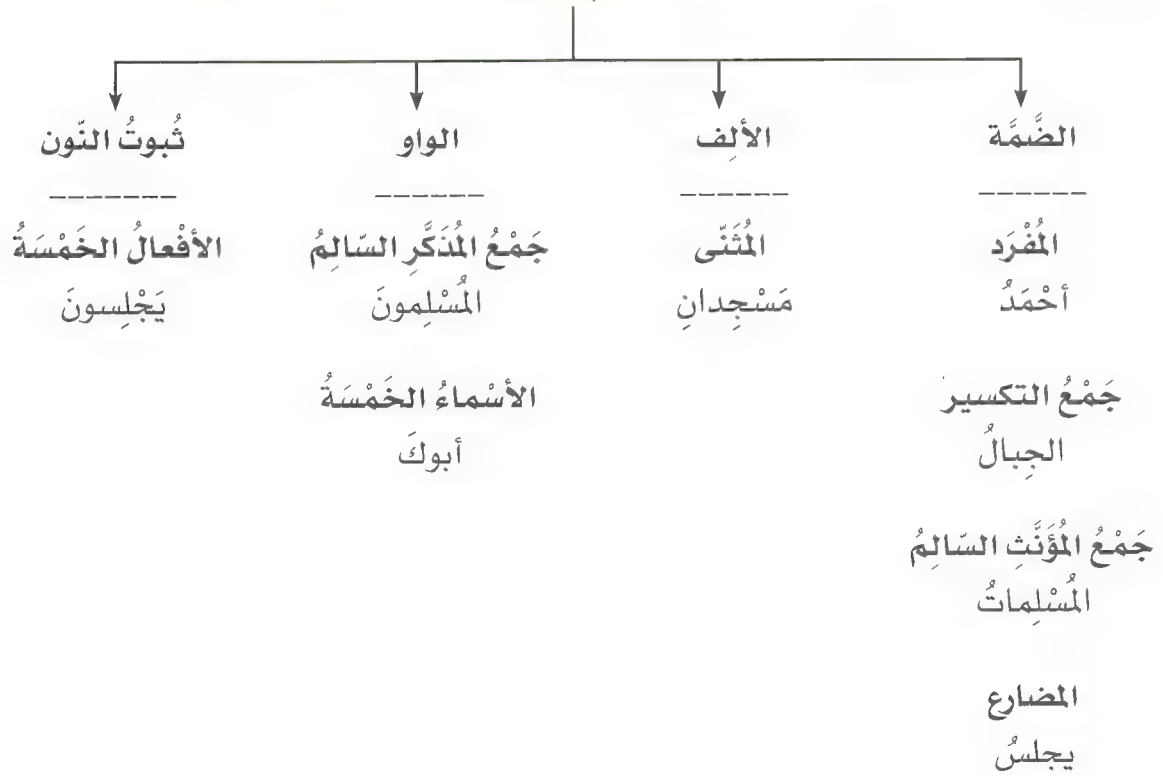 الضَّمَّة
الألِف
الواو
ثُبوتُ النّون
المُفْرَد
المُثَنّى
جَمْعُ المُذَكَّرِ السّالِمُ
الأفْعالُ الخَمْسَةُ
أحْمَدُ
مَسْجِدانِ
المُسْلِمونَ
يَجْلِسونَ
جَمْعُ التكسير
الأسْماءُ الخَمْسَةُ
الجِبالُ
أبوكَ
جَمْعُ المُؤَنَّثِ السّالِمُ
المُسْلِماتُ
المضارع
يجلسُ